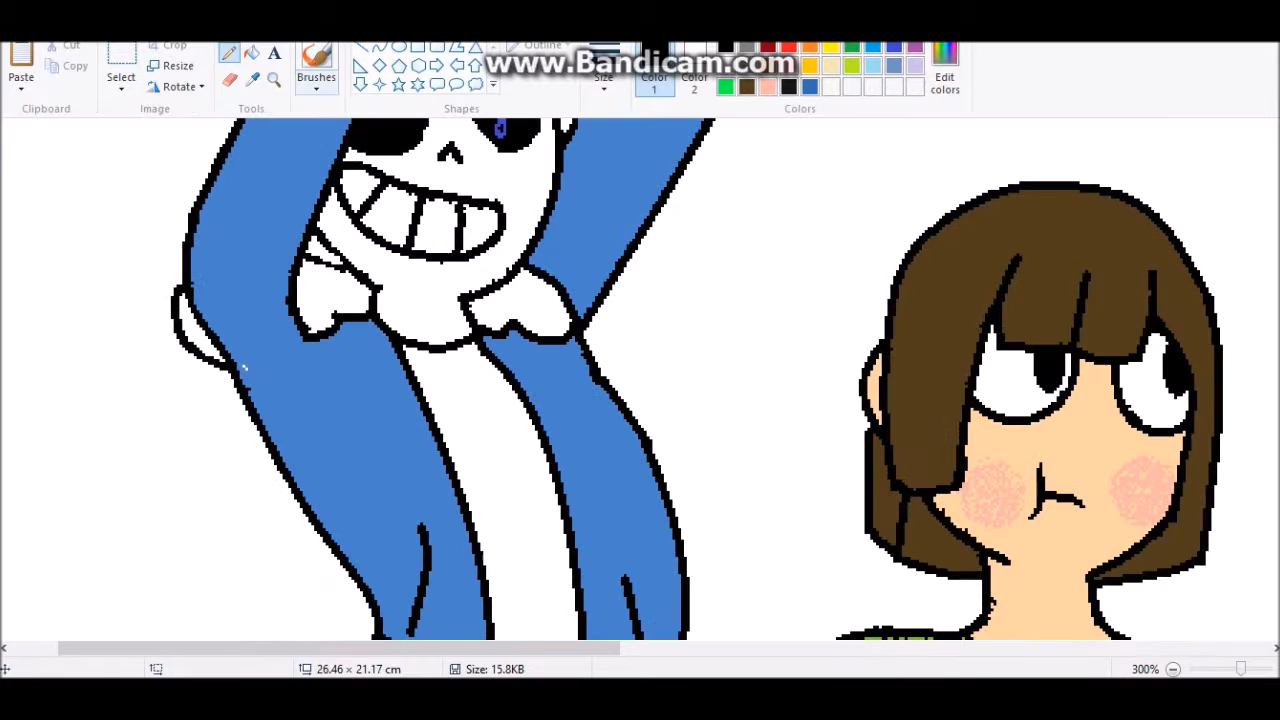 Cut
Crop
Outline
www.Bandicam.com
Copy
Paste
Select
Resize
Rotate
A
Brushes
Size
Color
1
Color
2
Edit
colors
Clipboard
Image
Tools
Shapes
Colors
26.46 × 21.17 cm
Size: 15.8KB
300%